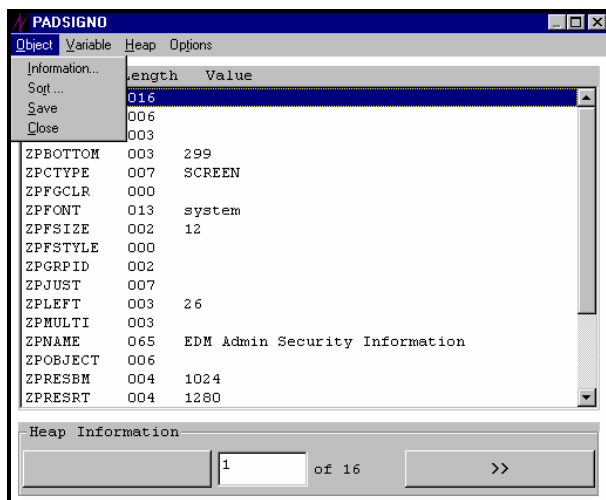 PADSIGNO
Object Variable Heap Options
Information...
Sort ...
Save
Close
Length Value
016
006
003
ZPBOTTOM 003 299
ZPCTYPE 007 SCREEN
ZPFGCLR 000
ZPFONT 013 system
ZPFSIZE 002 12
ZPFSTYLE 000
ZPGRPID 002
ZPJUST 007
ZPLEFT 003 26
ZPMULTI 003
ZPNAME 065 EDM Admin Security Information
ZPOBJECT 006
ZPRESBM 004 1024
ZPRESRT 004 1280
Heap Information
1 of 16 >>